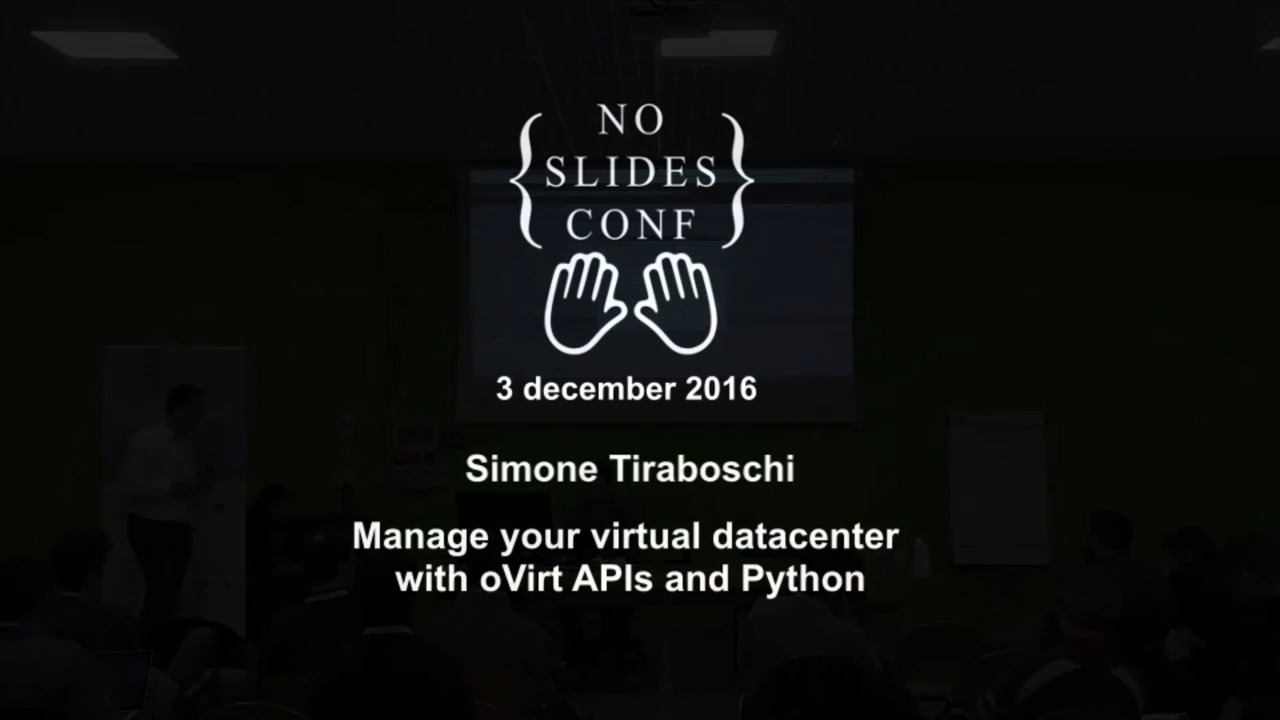 NO
SLIDES
CONF
3 december 2016
Simone Tiraboschi
Manage your virtual datacenter
with oVirt APIs and Python